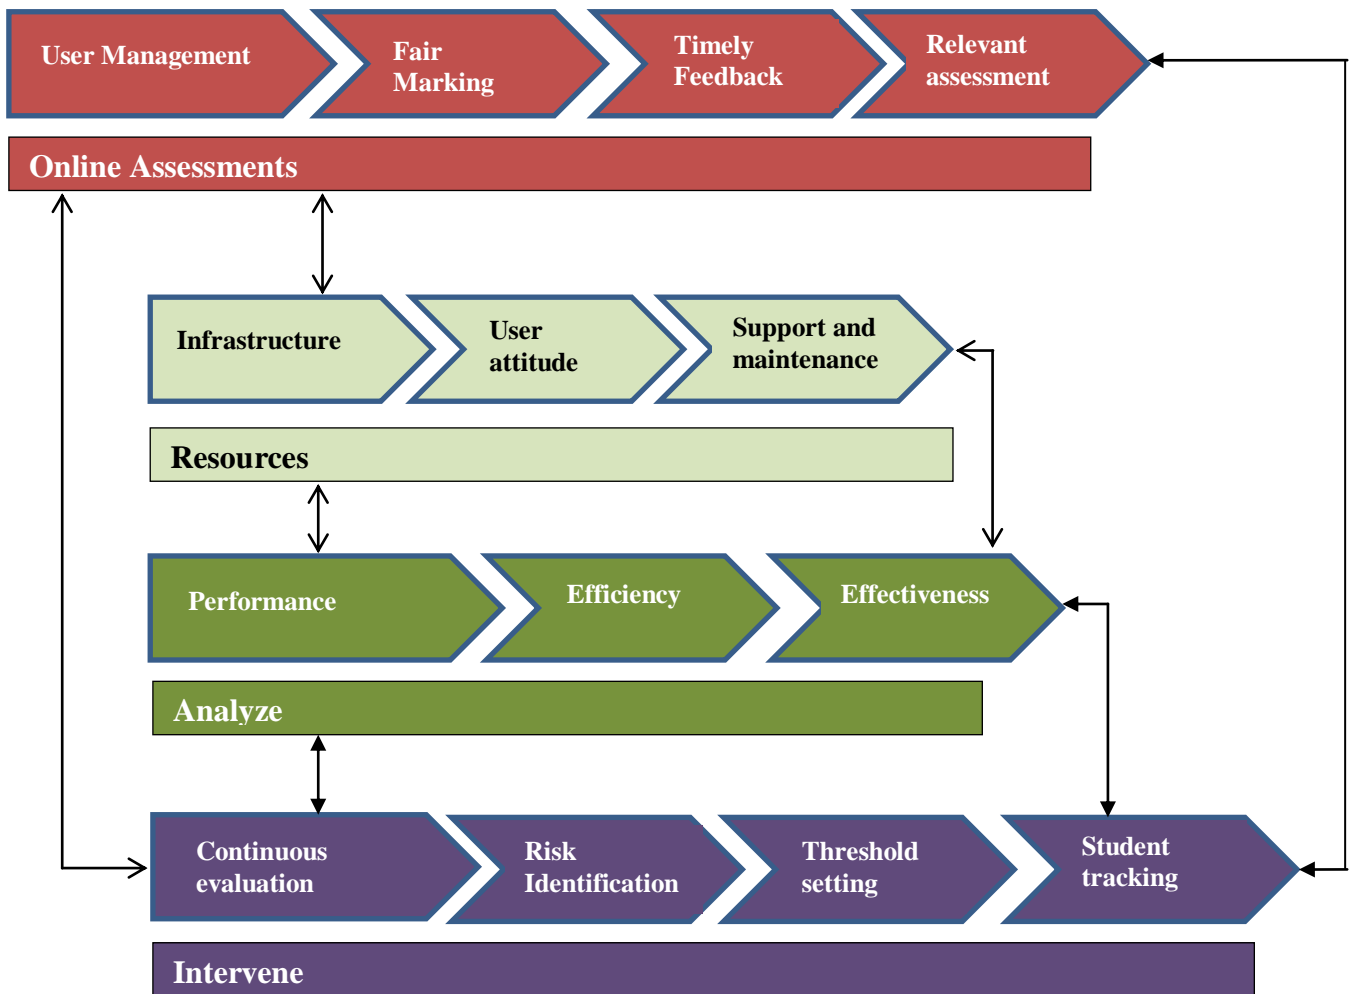 User Management
Fair
Marking
Timely
Feedback
Relevant
assessment
Online Assessments
Infrastructure
User
attitude
Support and
maintenance
Resources
Performance
Efficiency
Effectiveness
Analyze
Continuous
evaluation
Risk
Identification
Threshold
setting
Student
tracking
Intervene